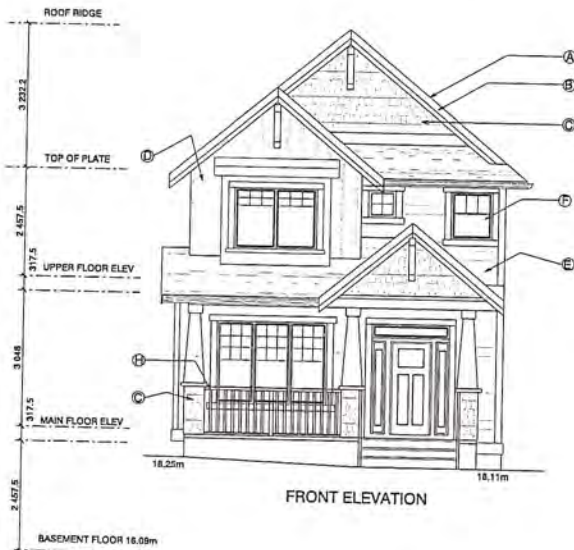 ROOF RIDGE
3 232.2
A
B
C
TOP OF PLATE
D
2 457.5
F
UPPER FLOOR ELEV
317.5
E
3 048
H
C
MAIN FLOOR ELEV
317.5
18.25m
18.11m
FRONT ELEVATION
2 457.5
BASEMENT FLOOR 16.09m